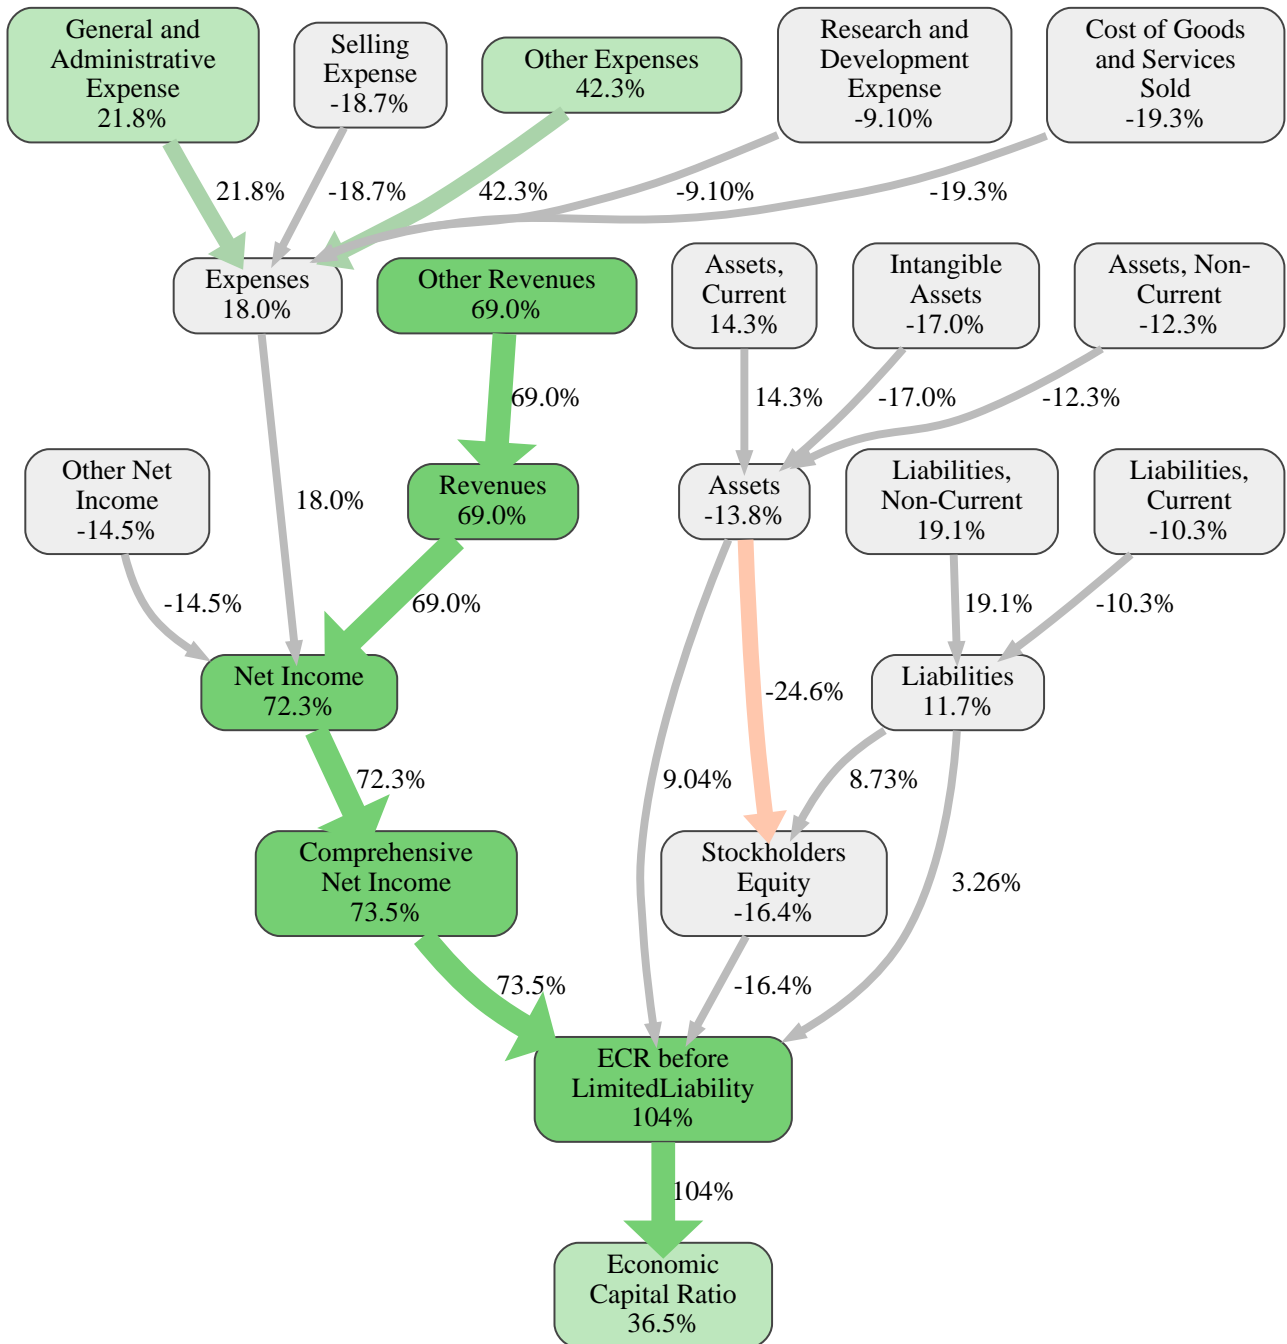 General and
Administrative
Expense
21.8%
Selling
Expense
-18.7%
Other Expenses
42.3%
Research and
Development
Expense
-9.10%
Cost of Goods
and Services
Sold
-19.3%
21.8%
-18.7%
42.3%
-9.10%
-19.3%
Expenses
18.0%
Other Revenues
69.0%
Assets,
Current
14.3%
Intangible
Assets
-17.0%
Assets, Non-
Current
-12.3%
69.0%
14.3%
-17.0%
-12.3%
Other Net
Income
-14.5%
18.0%
Revenues
69.0%
Assets
-13.8%
Liabilities,
Non-Current
19.1%
Liabilities,
Current
-10.3%
-14.5%
69.0%
19.1%
-10.3%
Net Income
72.3%
-24.6%
Liabilities
11.7%
72.3%
9.04%
8.73%
Comprehensive
Net Income
73.5%
Stockholders
Equity
-16.4%
3.26%
73.5%
-16.4%
ECR before
LimitedLiability
104%
104%
Economic
Capital Ratio
36.5%